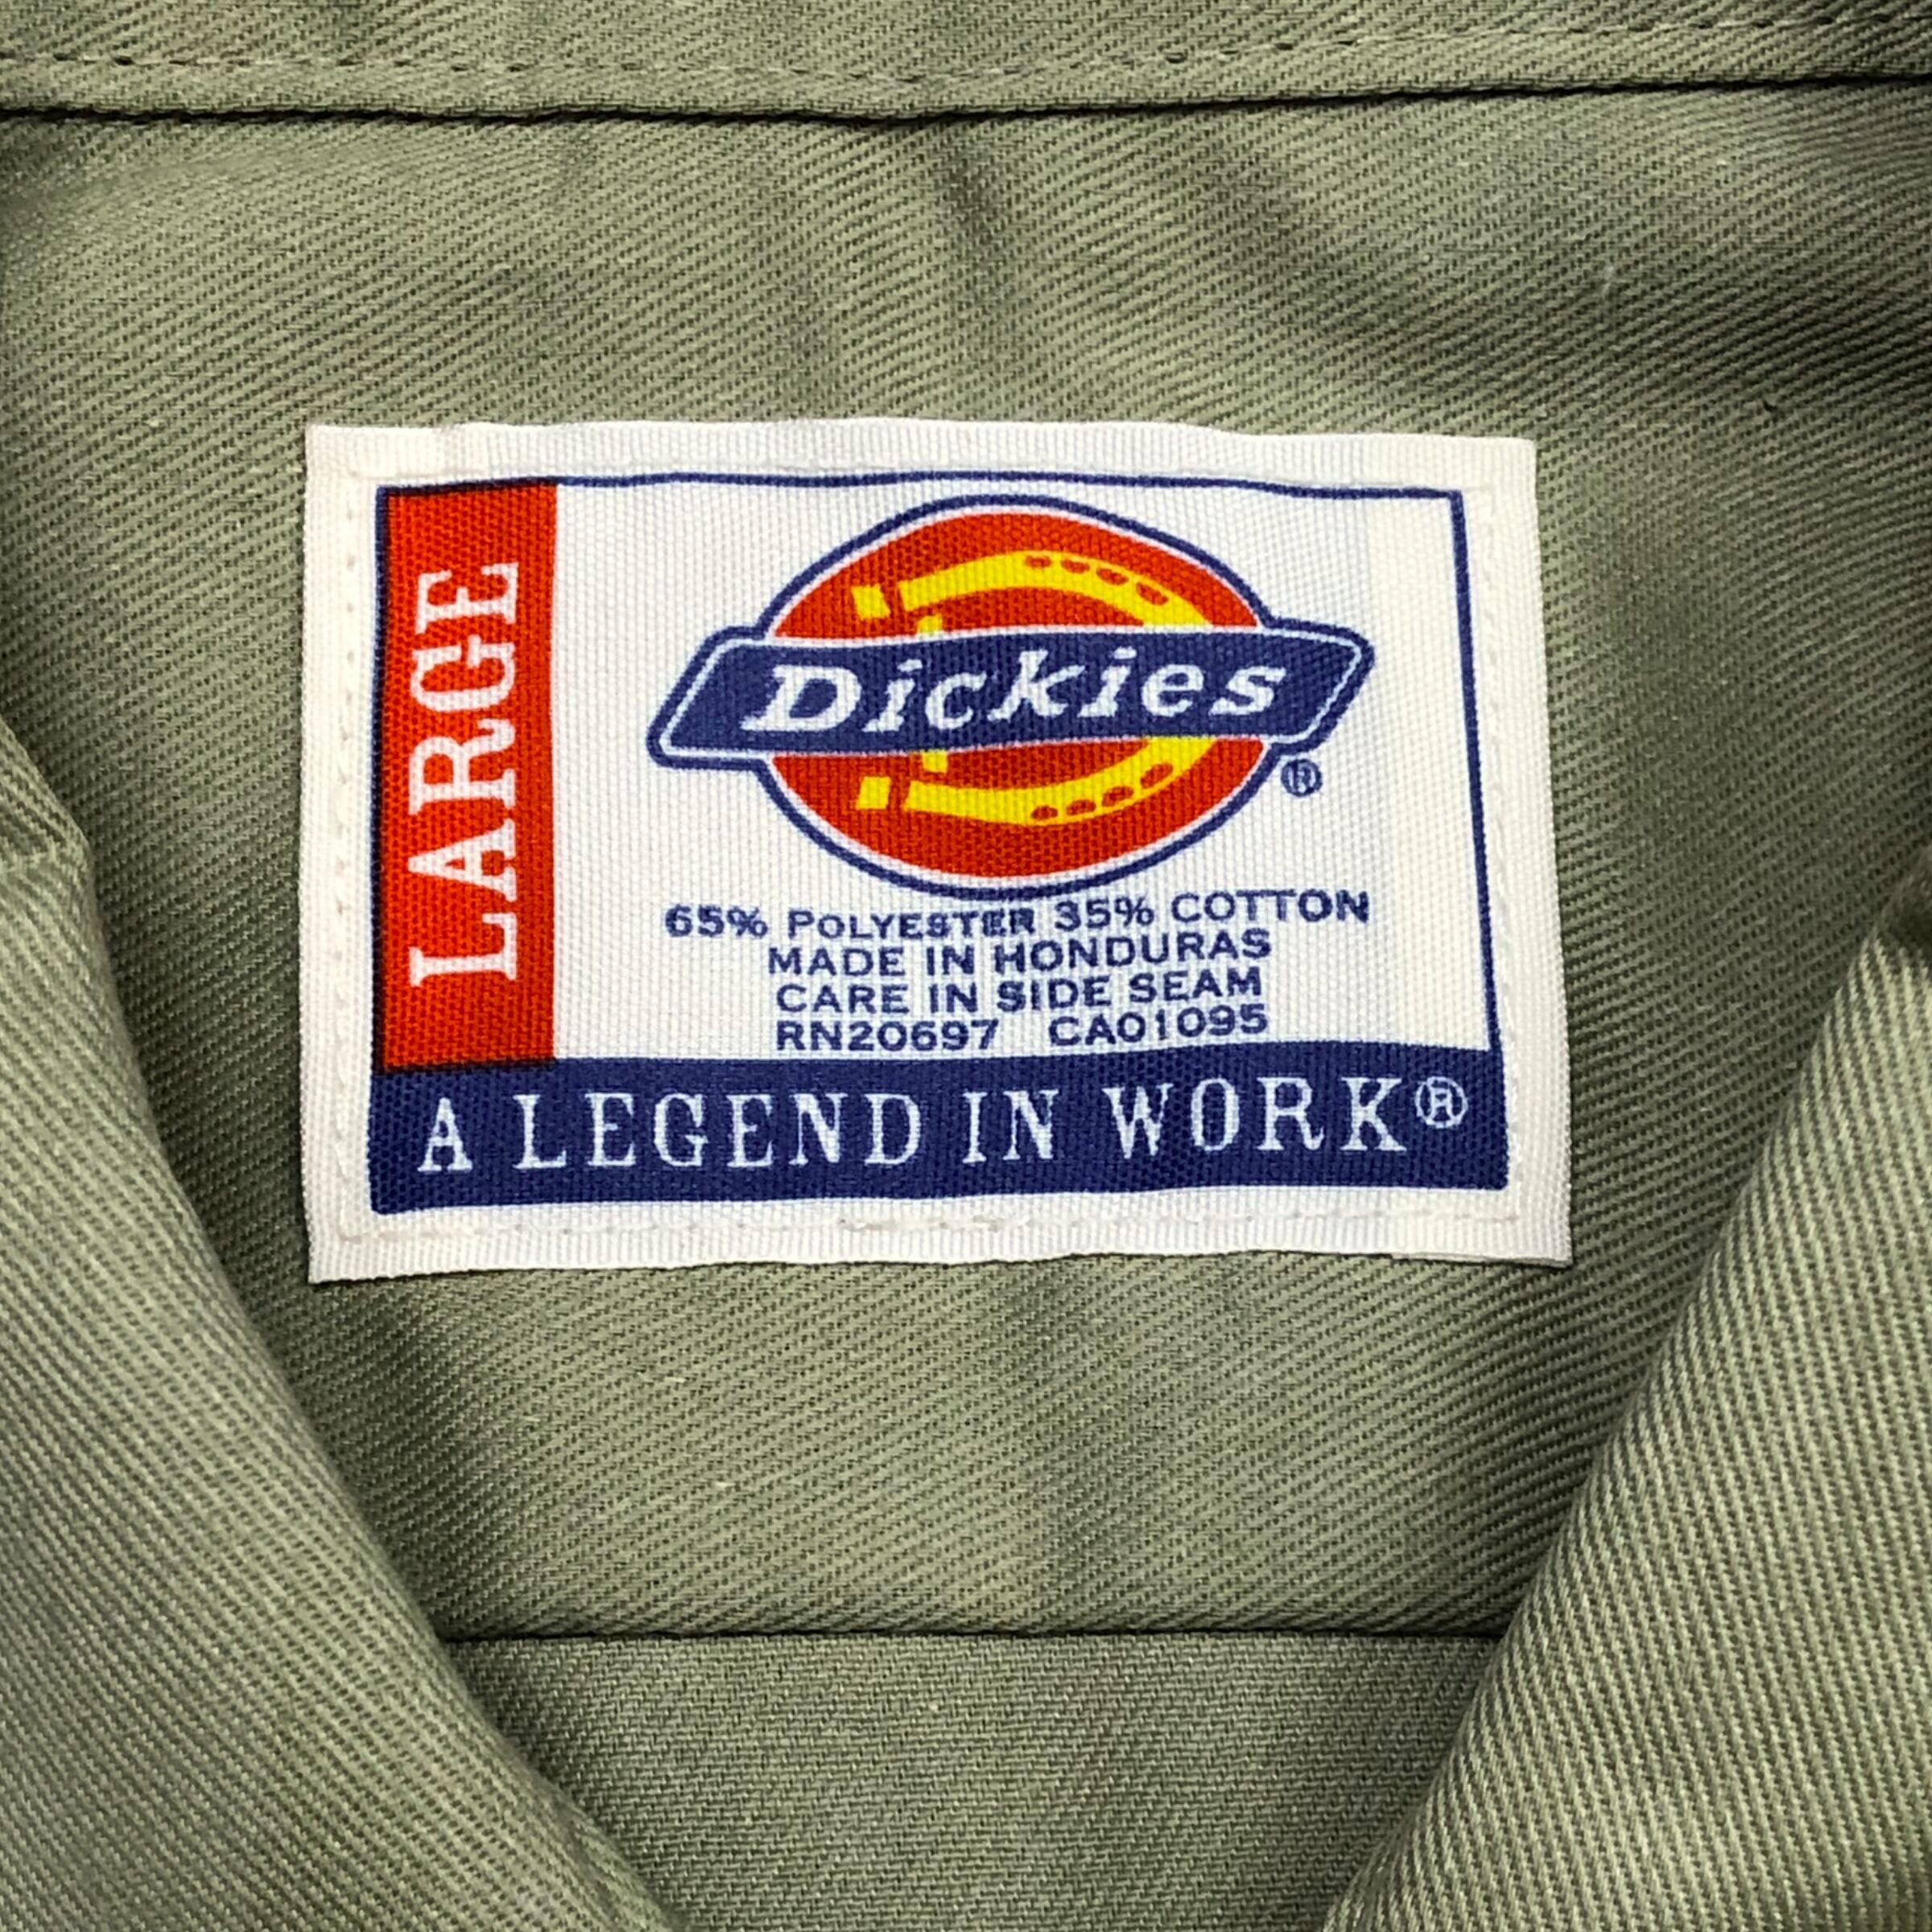 LARGE
Dickies
®
65% POLYESTER 35% COTTON
MADE IN HONDURAS
CARE IN SIDE SEAM
RN20697 CA01095
A LEGEND IN WORK®